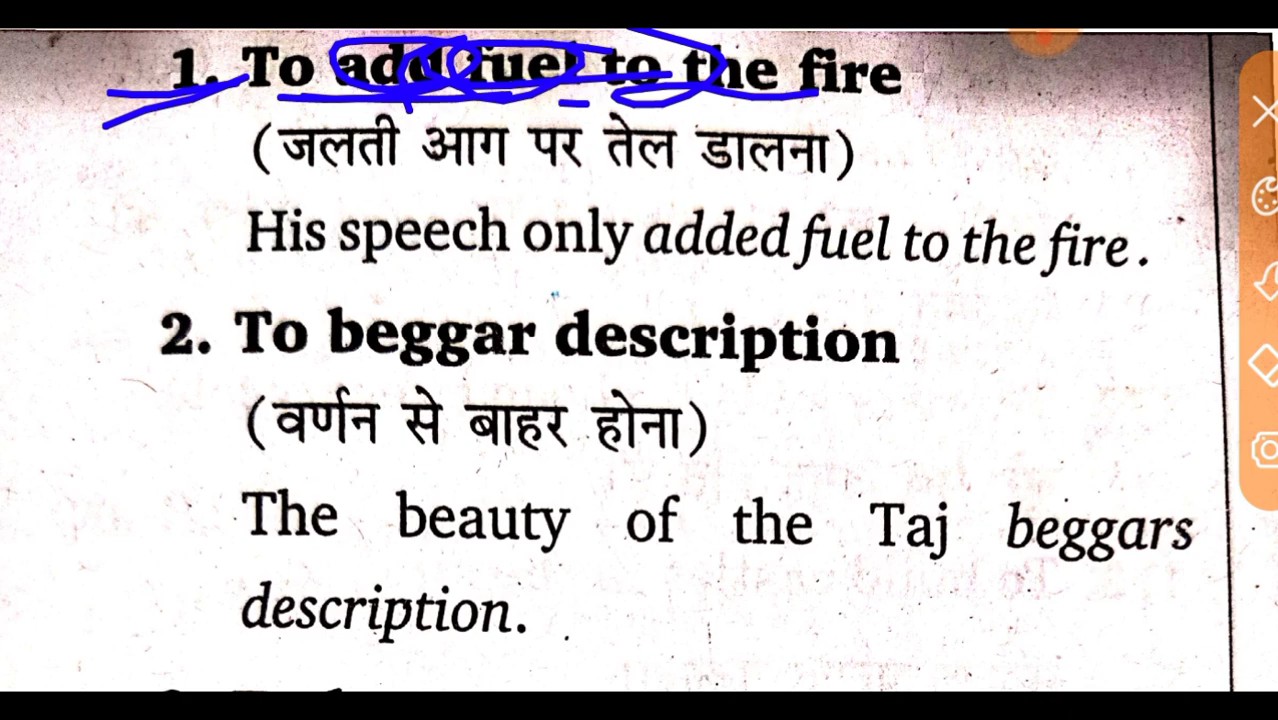 1. To add fuel to the fire
(जलती आग पर तेल डालना)
His speech only added fuel to the fire.
2. To beggar description
(वर्णन से बाहर होना)
The beauty of the Taj beggars
description.